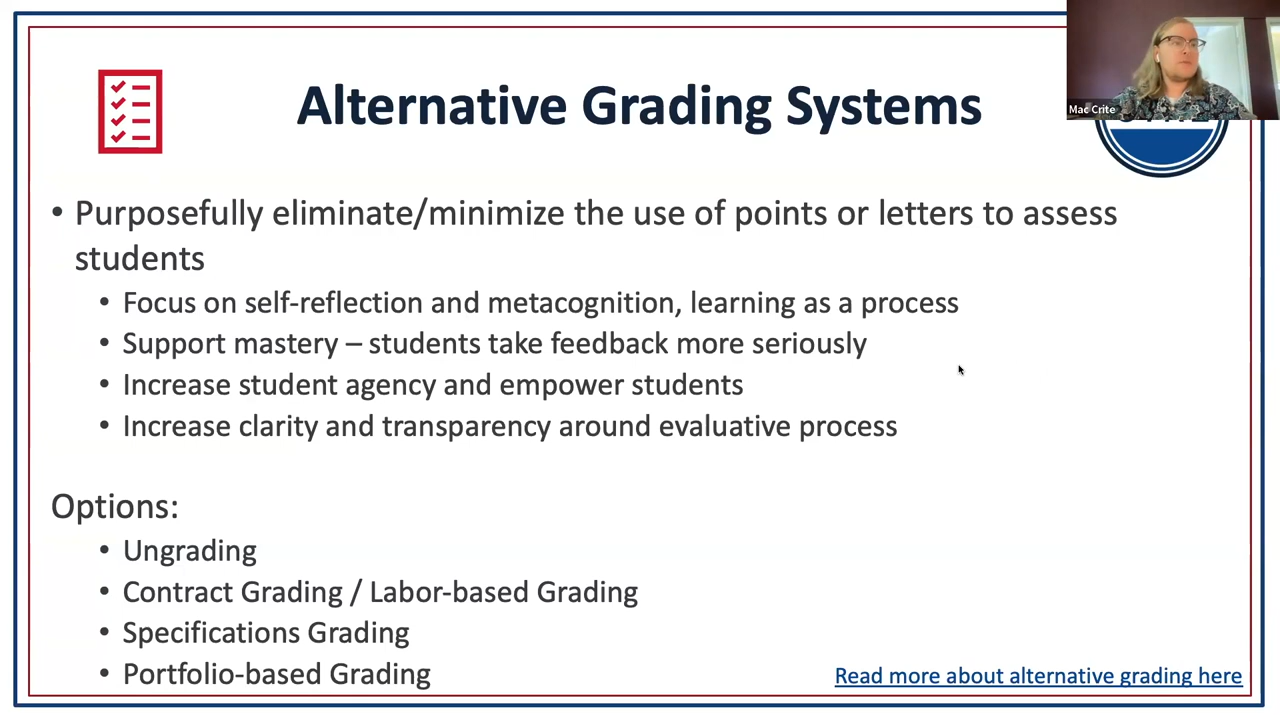 Alternative Grading Systems
Mac Crite
• Purposefully eliminate/minimize the use of points or letters to assess
students
• Focus on self-reflection and metacognition, learning as a process
• Support mastery – students take feedback more seriously
• Increase student agency and empower students
• Increase clarity and transparency around evaluative process
Options:
• Ungrading
• Contract Grading / Labor-based Grading
• Specifications Grading
• Portfolio-based Grading
Read more about alternative grading here